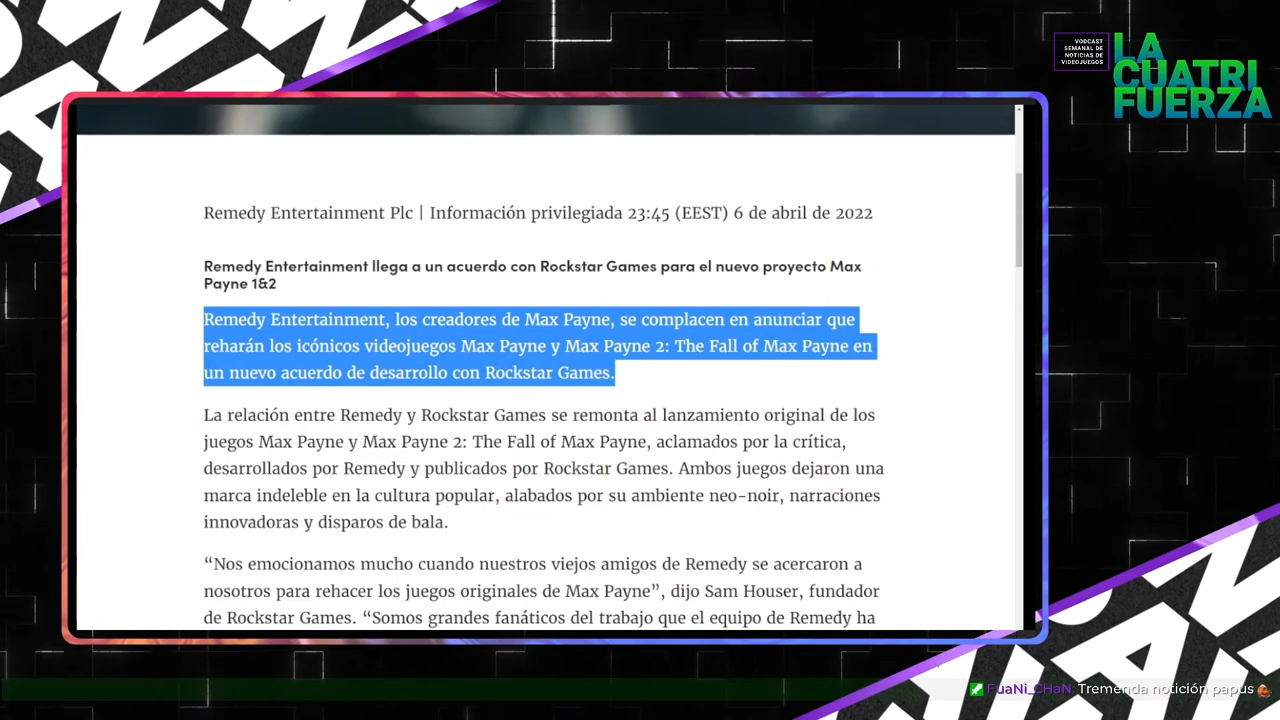 VODCAST
SEMANAL DE
NOTICIAS DE
VIDEOJUEGOS
LA
CUATRI
FUERZA
Remedy Entertainment Plc | Información privilegiada 23:45 (EEST) 6 de abril de 2022
Remedy Entertainment llega a un acuerdo con Rockstar Games para el nuevo proyecto Max
Payne 1&2
Remedy Entertainment, los creadores de Max Payne, se complacen en anunciar que
reharán los icónicos videojuegos Max Payne y Max Payne 2: The Fall of Max Payne en
un nuevo acuerdo de desarrollo con Rockstar Games.
La relación entre Remedy y Rockstar Games se remonta al lanzamiento original de los
juegos Max Payne y Max Payne 2: The Fall of Max Payne, aclamados por la crítica,
desarrollados por Remedy y publicados por Rockstar Games. Ambos juegos dejaron una
marca indeleble en la cultura popular, alabados por su ambiente neo-noir, narraciones
innovadoras y disparos de bala.
“Nos emocionamos mucho cuando nuestros viejos amigos de Remedy se acercaron a
nosotros para rehacer los juegos originales de Max Payne”, dijo Sam Houser, fundador
de Rockstar Games. “Somos grandes fanáticos del trabajo que el equipo de Remedy ha
FuaNi_CHaN: Tremenda notición papus